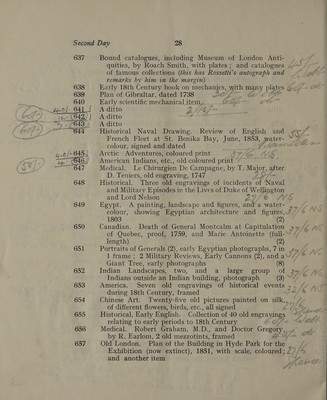 Second Day 28
637 Bound catalogues, including Museum of London Anti-
quities, by Roach Smith, with plates ; and catalogues
of famous collections (this has Rossetti's autograph and
remarks by him in the margin)
638 Early 18th Century book on mechanics, with many plates
639 Plan of Gibraltar, dated 1738
640 Early scientific mechanical item
641 A ditto
642 A ditto
643 A ditto
644 Historical Naval Drawing. Review of English and
French Fleet at St. Benika Bay, June, 1853, water-
colour, signed and dated
645 Arctic Adventures, coloured print
646 American Indians, etc., old coloured print
647 Medical. Le Chirurgien De Campagne, by T. Major, after
D. Teniers, old engraving, 1747
648 Historical. Three old engravings of incidents of Naval
and Military Episodes in the Lives of Duke of Wellington
and Lord Nelson
649 Egypt. A painting, landscape and figures, and a water-
colour, showing Egyptian architecture and figures,
1803 (2)
650 Canadian. Death of General Montcalm at Capitulation
of Quebec, proof, 1759, and Marie Antoinette (full-
length) (2)
651 Portraits of Generals (2), early Egyptian photographs, 7 in
1 frame ; 2 Military Reviews, Early Cannons (2), and a
Giant Tree, early photographs (8)
652 Indian Landscapes, two, and a large group of
Indians outside an Indian building, photograph (3)
653 America. Seven old engravings of historical events
during 18th Century, framed
654 Chinese Art. Twenty-five old pictures painted on silk,
of different flowers, birds, etc., all signed
655 Historical, Early English. Collection of 40 old engravings
relating to early periods to 18th Century
656 Medical. Robert Graham, M.D., and Doctor Gregory,
by R. Earlom, 2 old mezzotints, framed
657 Old London. Plan of the Building in Hyde Park for the
Exhibition (now extinct), 1851, with scale, coloured ;
and another item